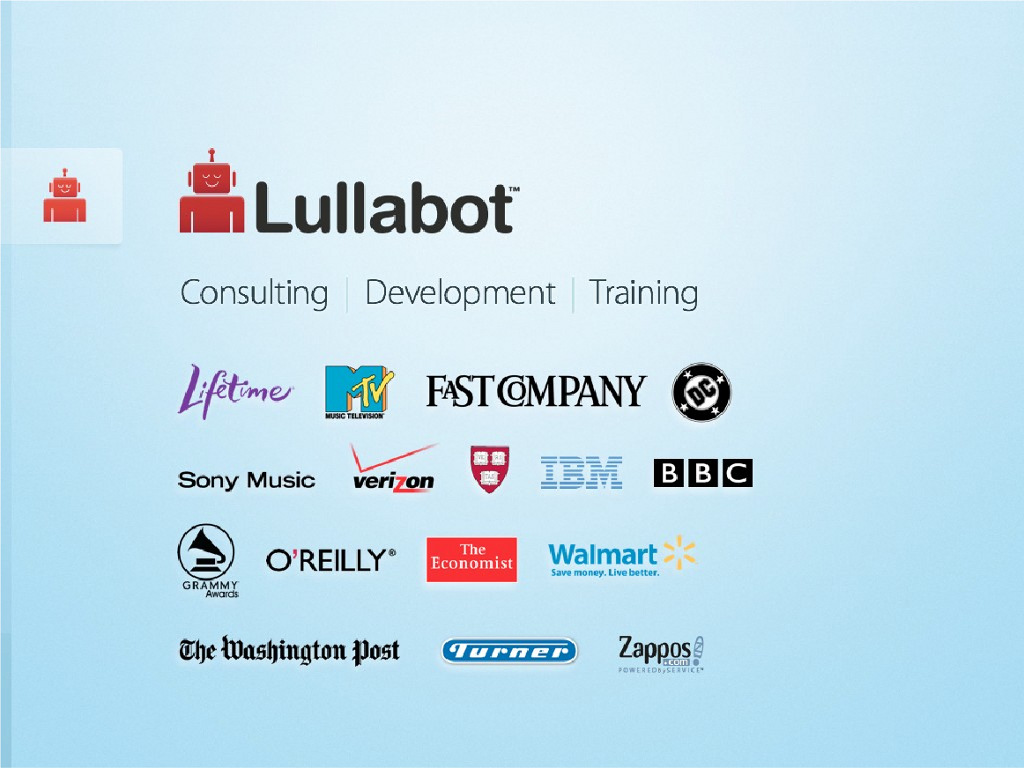 Lullabot™
Consulting | Development | Training
Lifetime MTV MUSIC TELEVISION® FAST COMPANY DC
Sony Music verizon IBM BBC
GRAMMY Awards O'REILLY® The Economist Walmart Save money. Live better.
The Washington Post Turner Zappos .com POWERED by SERVICE™